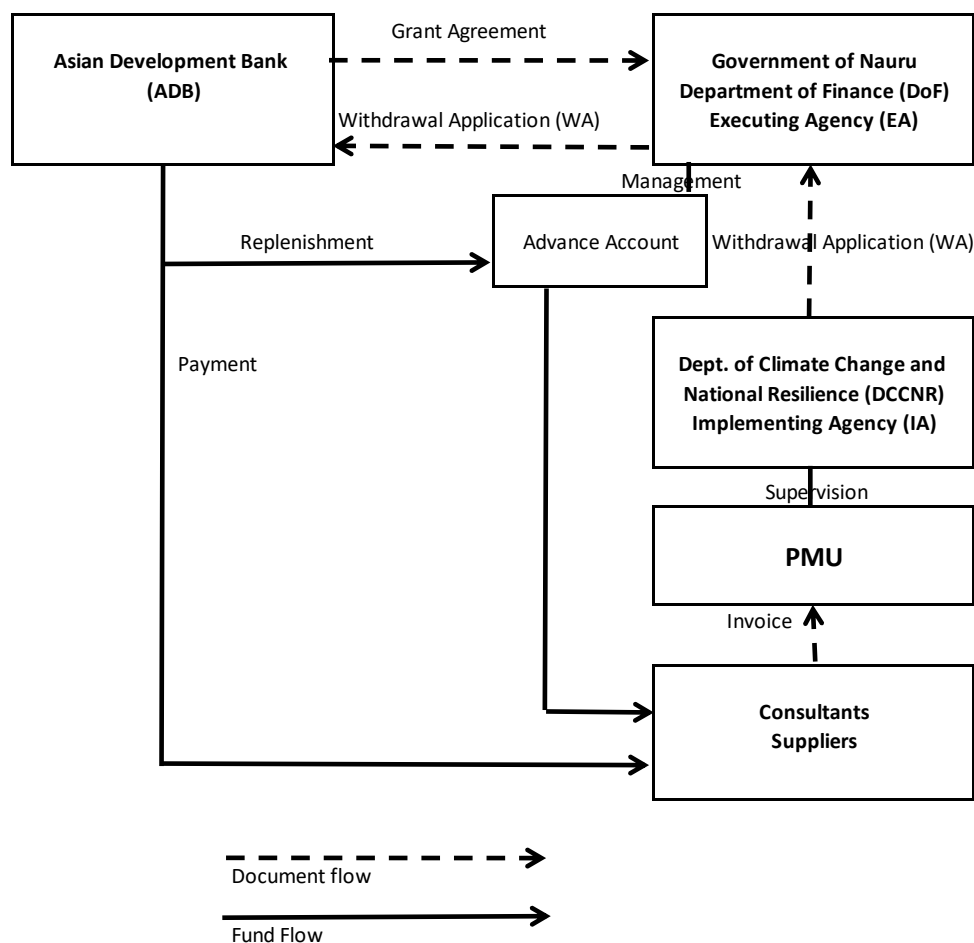 Grant Agreement
Asian Development Bank
(ADB)
Government of Nauru
Department of Finance (DoF)
Executing Agency (EA)
Withdrawal Application (WA)
Management
Replenishment
Advance Account
Withdrawal Application (WA)
Payment
Dept. of Climate Change and
National Resilience (DCCNR)
Implementing Agency (IA)
Supervision
PMU
Invoice
Consultants
Suppliers
Document flow
Fund Flow